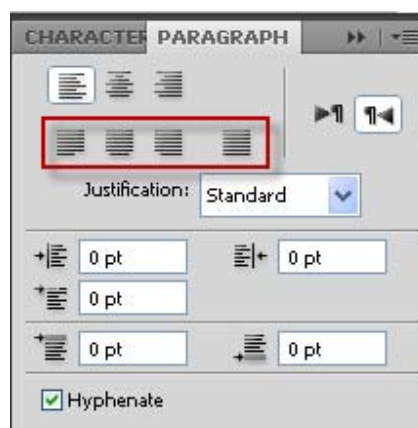 CHARACTER PARAGRAPH
Justification: Standard
0 pt 0 pt
0 pt
0 pt 0 pt
Hyphenate